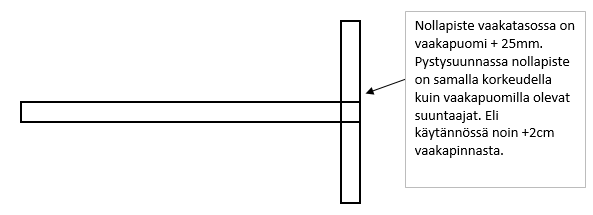 Nollapiste vaakatasossa on
vaakapuomi + 25mm.
Pystysuunnassa nollapiste
on samalla korkeudella
kuin vaakapuomilla olevat
suuntaajat. Eli
käytännössä noin +2cm
vaakapinnasta.